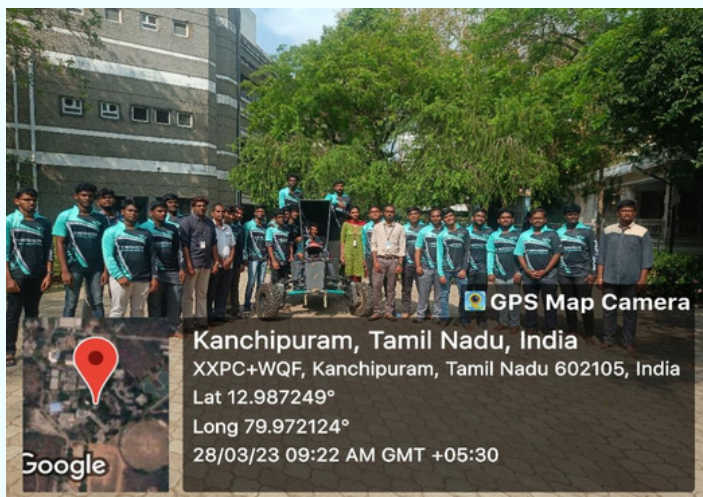 GPS Map Camera
Kanchipuram, Tamil Nadu, India
XXPC+WQF, Kanchipuram, Tamil Nadu 602105, India
Lat 12.987249°
Long 79.972124°
28/03/23 09:22 AM GMT +05:30
Google